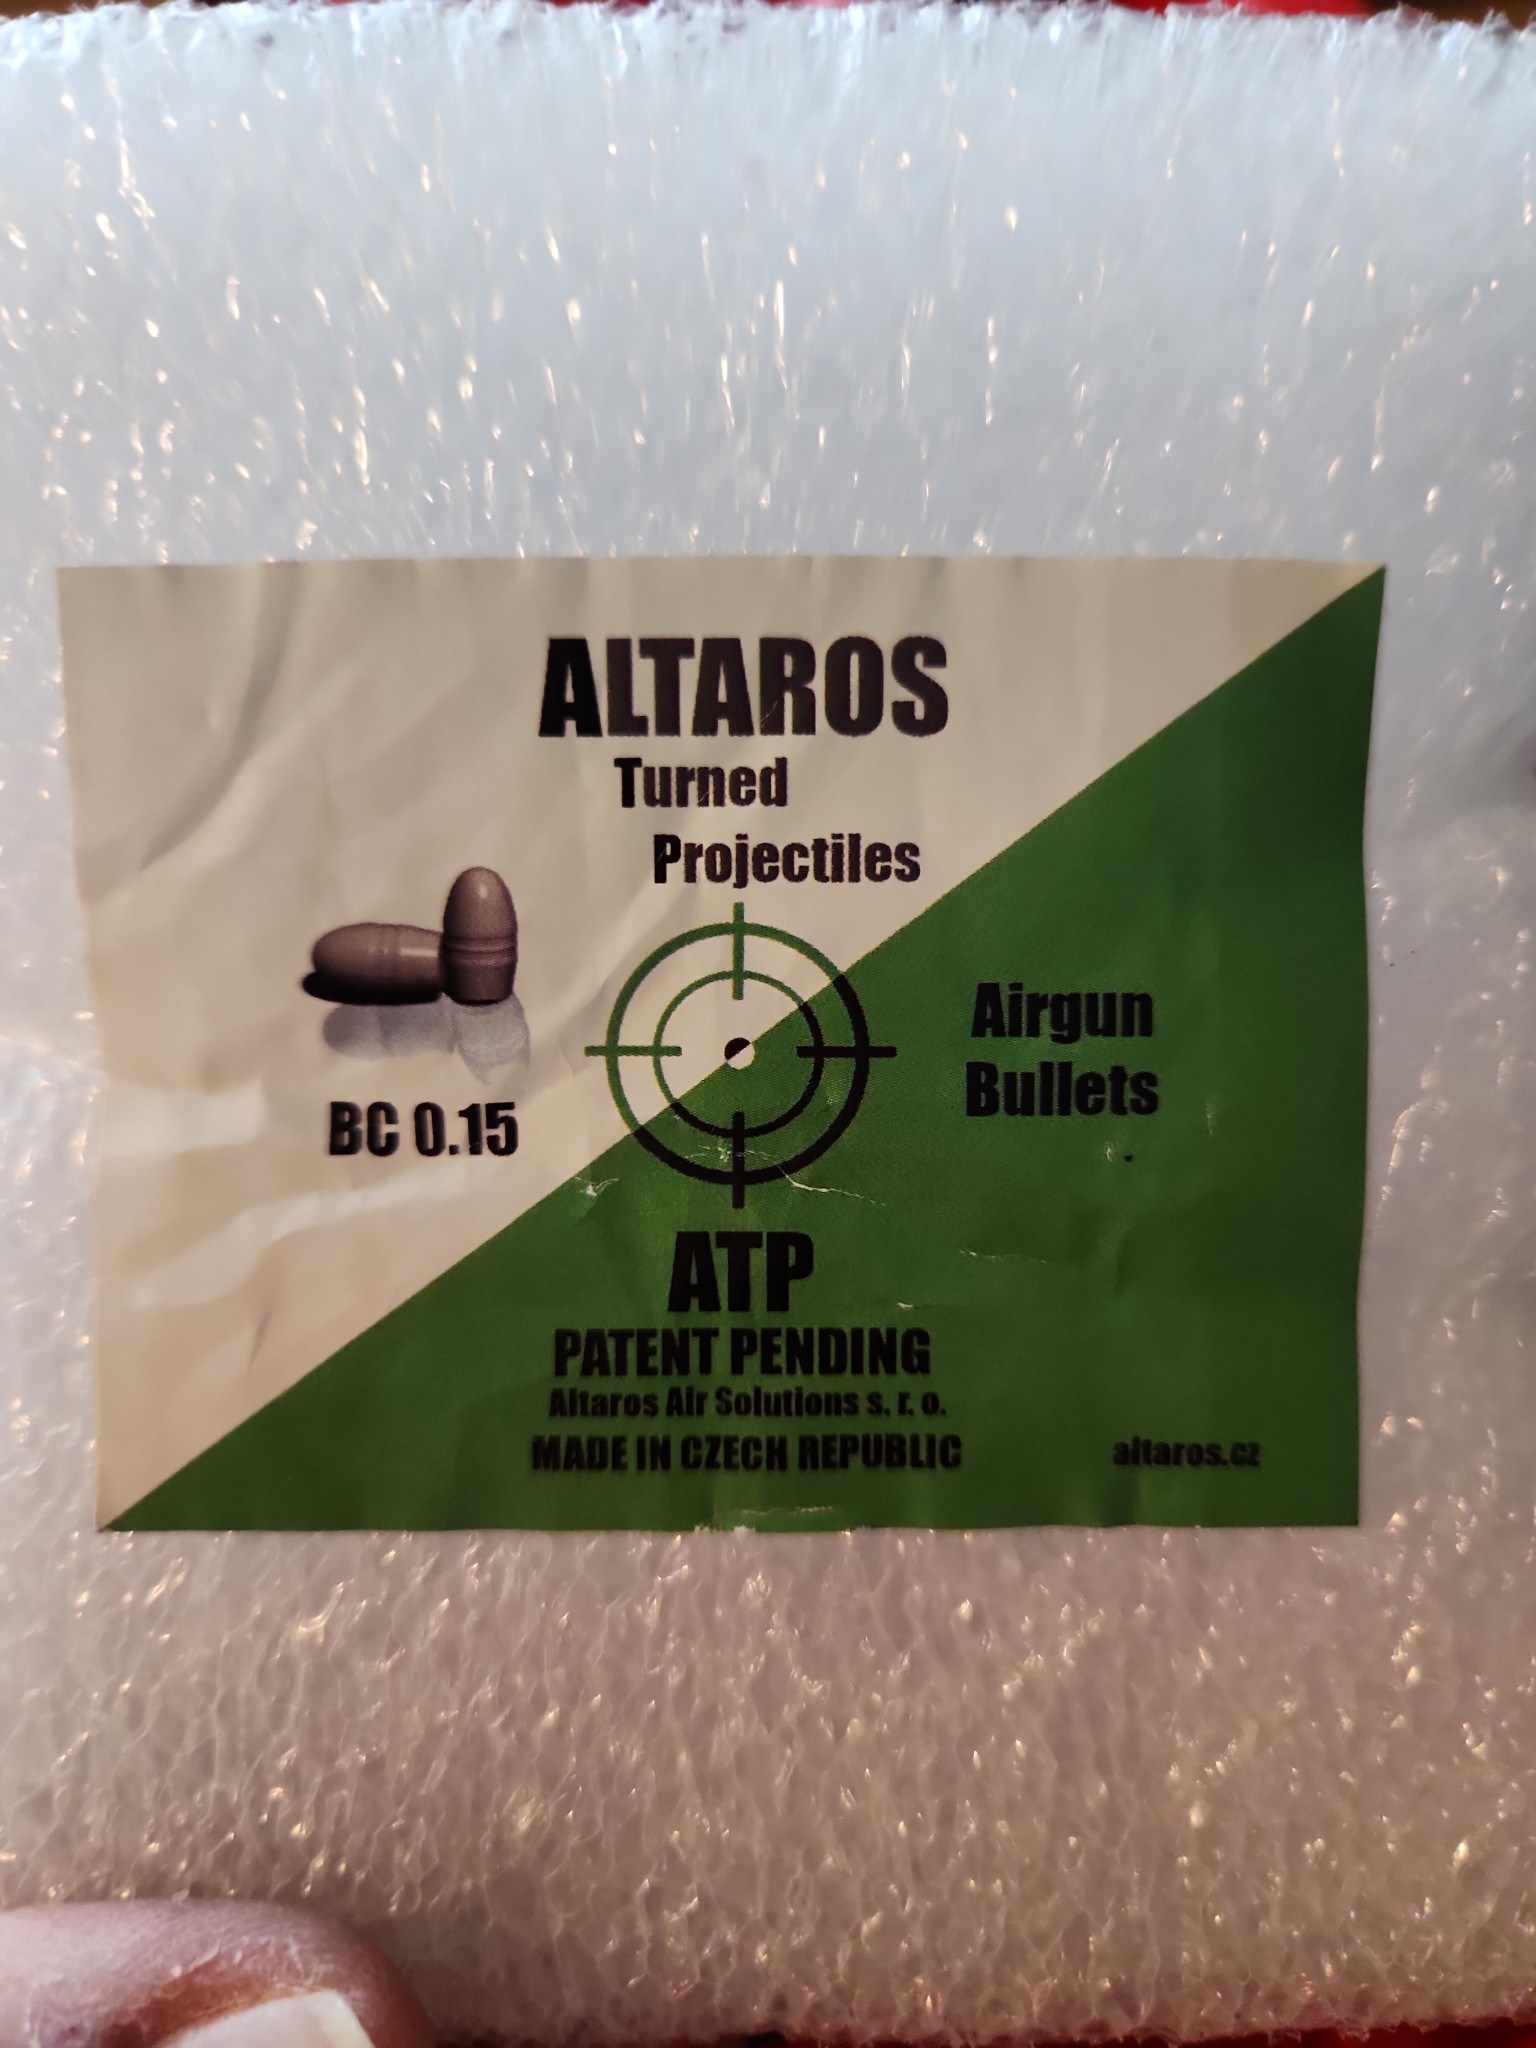 ALTAROS
Turned
Projectiles
Airgun
Bullets
BC 0.15
ATP
PATENT PENDING
Altaros Air Solutions s. r. o.
MADE IN CZECH REPUBLIC
altaros.cz